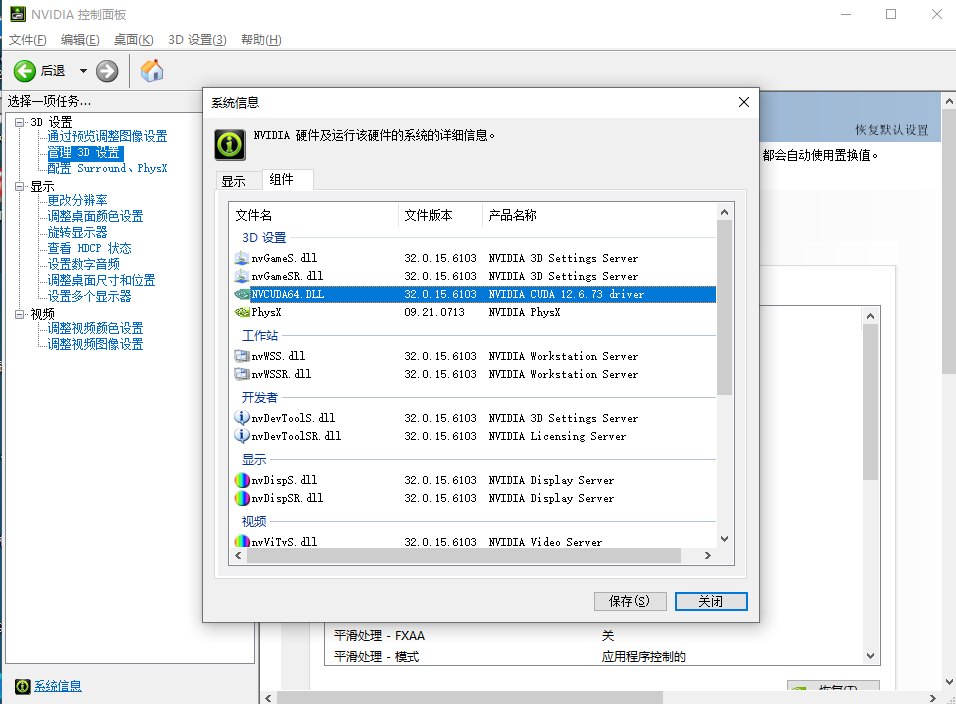 NVIDIA 控制面板
文件(F) 编辑(E) 桌面(K) 3D 设置(3) 帮助(H)
后退
选择一项任务...
3D 设置
通过预览调整图像设置
管理 3D 设置
配置 Surround、PhysX
显示
更改分辨率
调整桌面颜色设置
旋转显示器
查看 HDCP 状态
设置数字音频
调整桌面尺寸和位置
设置多个显示器
视频
调整视频颜色设置
调整视频图像设置
系统信息
恢复默认设置
都会自动使用置换值。
系统信息
NVIDIA 硬件及运行该硬件的系统的详细信息。
显示 组件
文件名 文件版本 产品名称
3D 设置
nvGameS.dll 32.0.15.6103 NVIDIA 3D Settings Server
nvGameSR.dll 32.0.15.6103 NVIDIA 3D Settings Server
NVCUDA64.DLL 32.0.15.6103 NVIDIA CUDA 12.6.73 driver
PhysX 09.21.0713 NVIDIA PhysX
工作站
nvWSS.dll 32.0.15.6103 NVIDIA Workstation Server
nvWSSR.dll 32.0.15.6103 NVIDIA Workstation Server
开发者
nvDevToolS.dll 32.0.15.6103 NVIDIA 3D Settings Server
nvDevToolSR.dll 32.0.15.6103 NVIDIA Licensing Server
显示
nvDispS.dll 32.0.15.6103 NVIDIA Display Server
nvDispSR.dll 32.0.15.6103 NVIDIA Display Server
视频
nvViTvS.dll 32.0.15.6103 NVIDIA Video Server
保存(S) 关闭
平滑处理 - FXAA 关
平滑处理 - 模式 应用程序控制的
恢复(T)